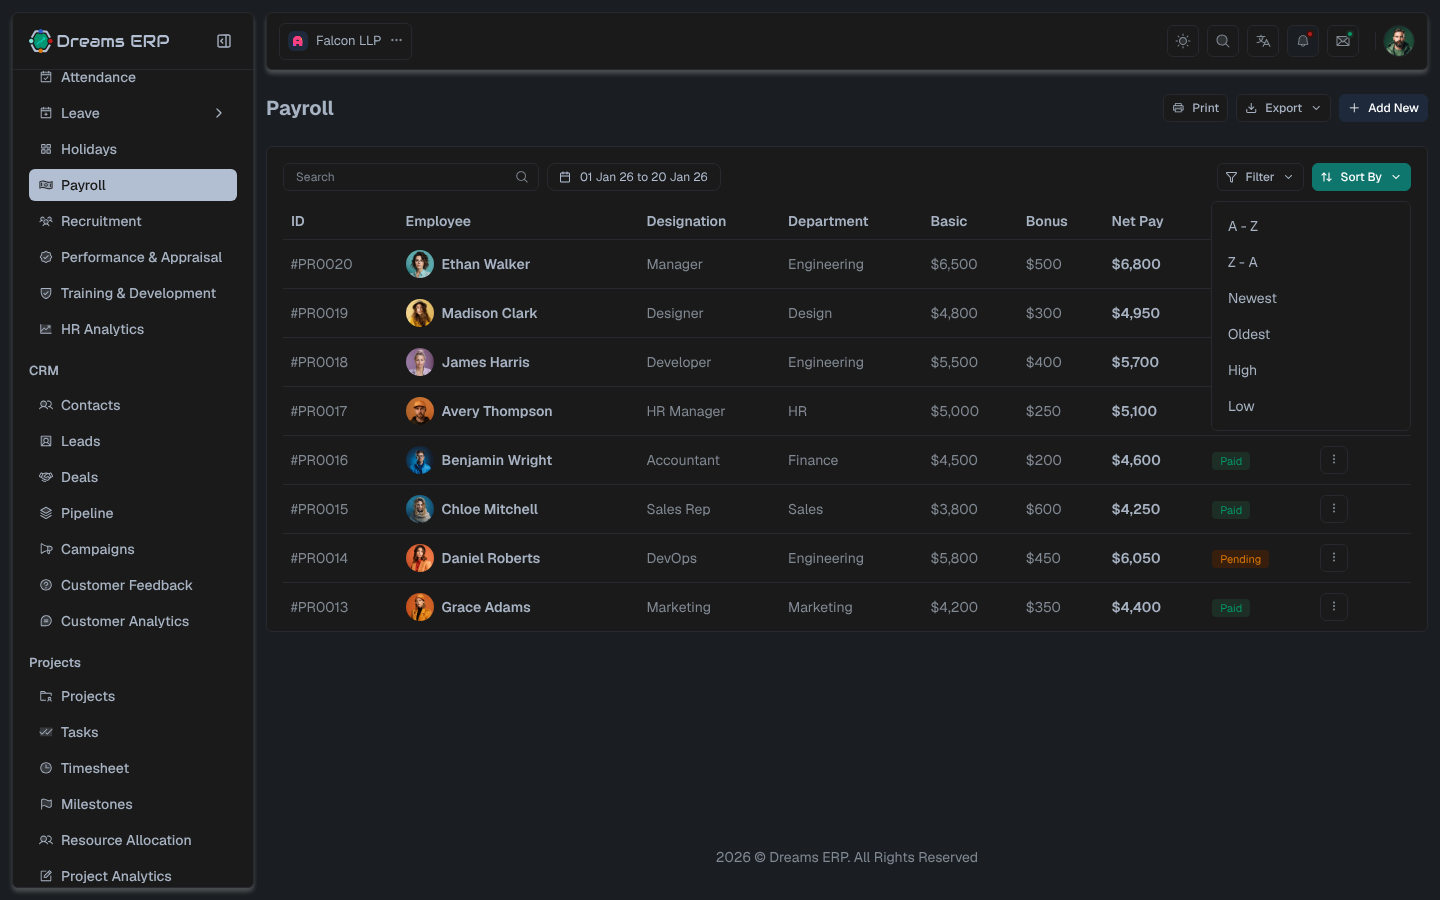 Dreams ERP
Attendance
Leave
Holidays
Payroll
Recruitment
Performance & Appraisal
Training & Development
HR Analytics
CRM
Contacts
Leads
Deals
Pipeline
Campaigns
Customer Feedback
Customer Analytics
Projects
Projects
Tasks
Timesheet
Milestones
Resource Allocation
Project Analytics
Falcon LLP
Payroll
Print
Export
Add New
Search
01 Jan 26 to 20 Jan 26
Filter
Sort By
ID Employee Designation Department Basic Bonus Net Pay
#PR0020 Ethan Walker Manager Engineering $6,500 $500 $6,800
#PR0019 Madison Clark Designer Design $4,800 $300 $4,950
#PR0018 James Harris Developer Engineering $5,500 $400 $5,700
#PR0017 Avery Thompson HR Manager HR $5,000 $250 $5,100
#PR0016 Benjamin Wright Accountant Finance $4,500 $200 $4,600 Paid
#PR0015 Chloe Mitchell Sales Rep Sales $3,800 $600 $4,250 Paid
#PR0014 Daniel Roberts DevOps Engineering $5,800 $450 $6,050 Pending
#PR0013 Grace Adams Marketing Marketing $4,200 $350 $4,400 Paid
A - Z
Z - A
Newest
Oldest
High
Low
2026 © Dreams ERP. All Rights Reserved